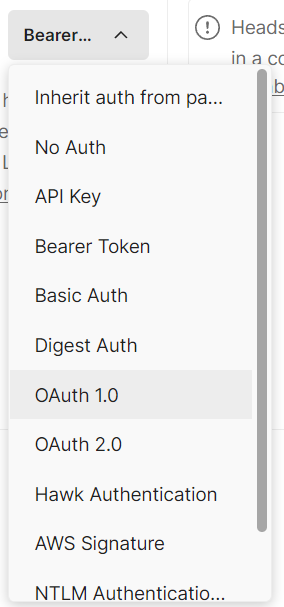 Bearer...
Heads
in a co
Inherit auth from pa...
No Auth
API Key
Bearer Token
Basic Auth
Digest Auth
OAuth 1.0
OAuth 2.0
Hawk Authentication
AWS Signature
NTLM Authenticatio...